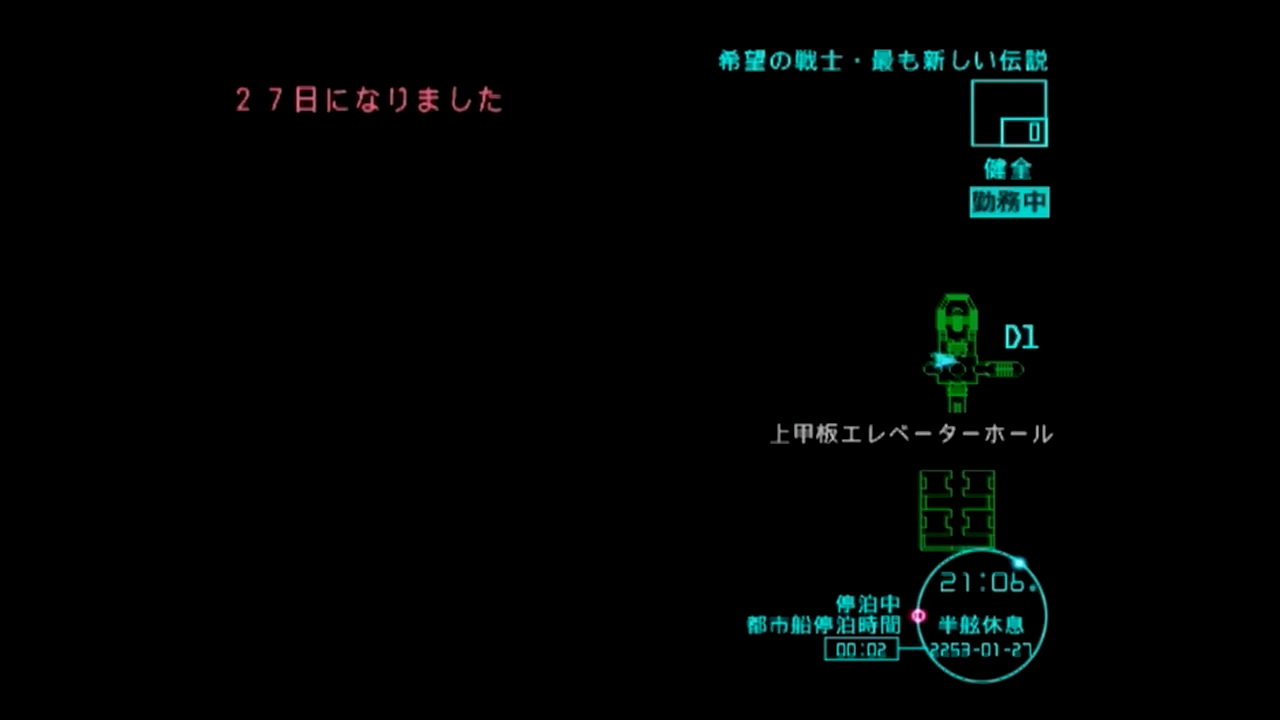 希望の戦士・最も新しい伝説
２７日になりました
0
健全
勤務中
D1
上甲板エレベーターホール
21:06.
停泊中
都市船停泊時間
半舷休息
00:02
2253-01-27